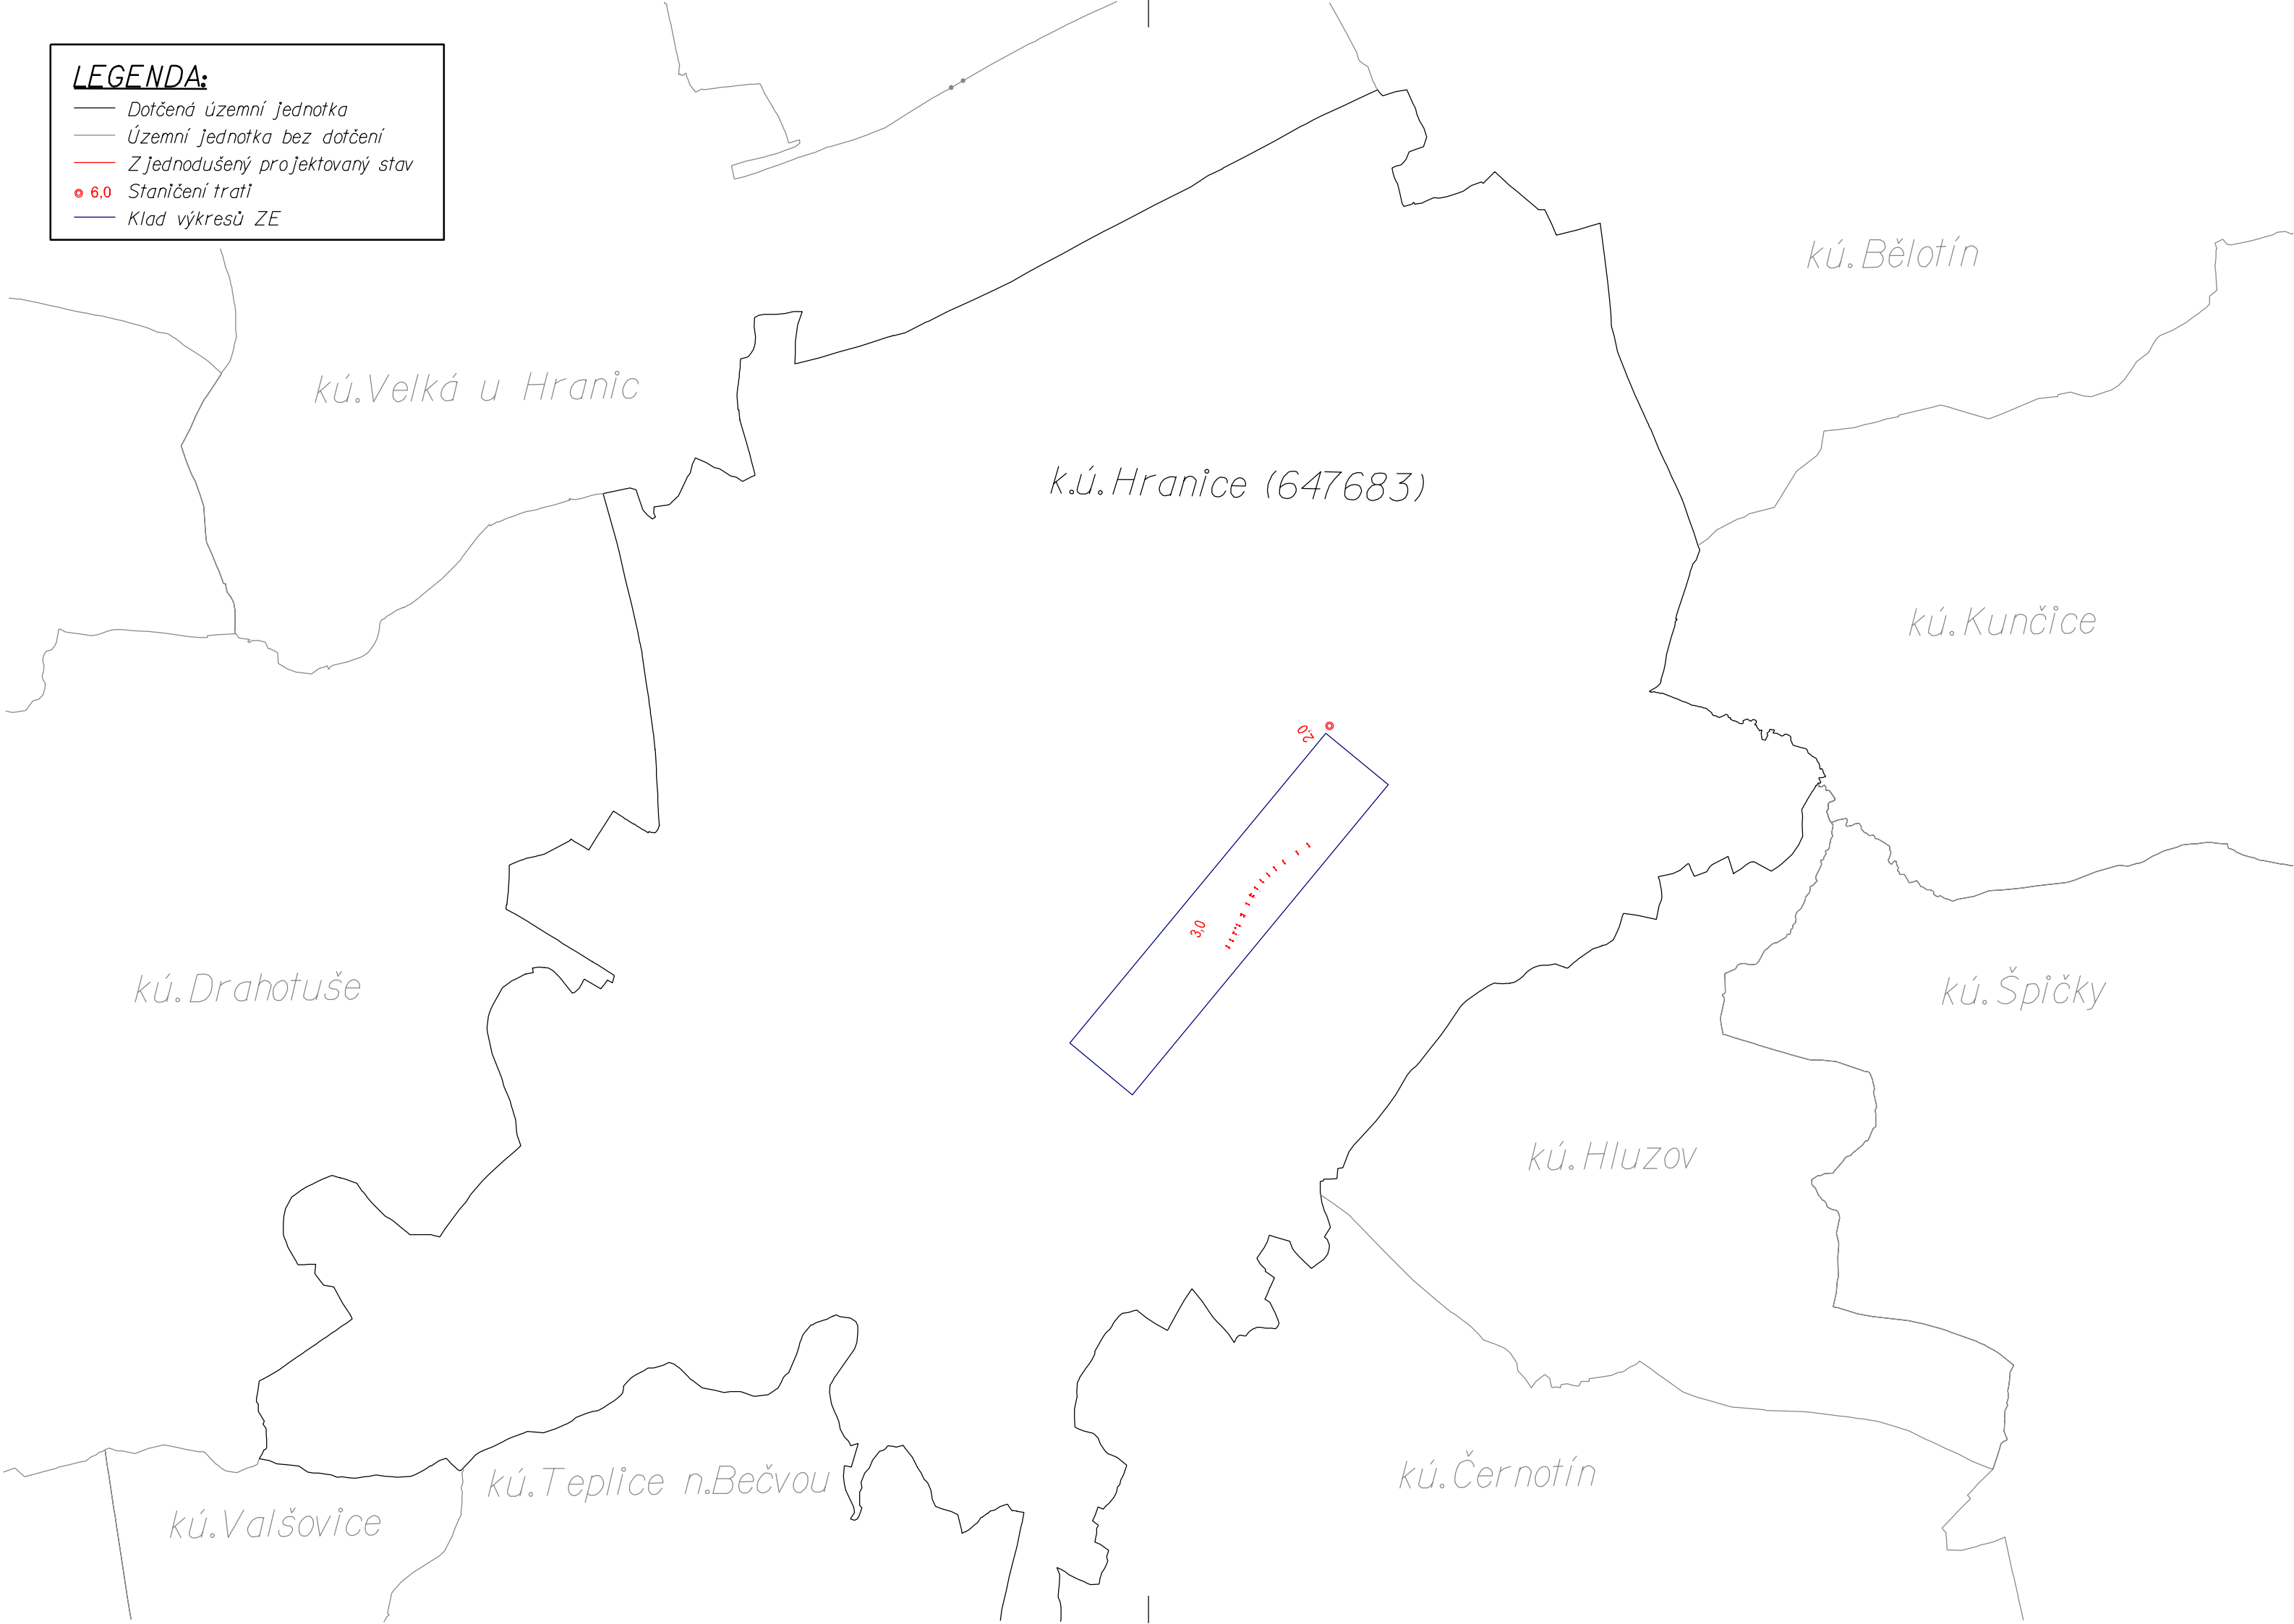 LEGENDA:
Dotčená územní jednotka
Územní jednotka bez dotčení
Zjednodušený projektovaný stav
6,0 Staničení trati
Klad výkresů ZE
kú.Bělotín
kú.Velká u Hranic
k.ú.Hranice (647683)
kú.Kunčice
2,0
3,0
kú.Drahotuše
kú.Špičky
kú.Hluzov
kú.Teplice n.Bečvou
kú.Černotín
kú.Valšovice